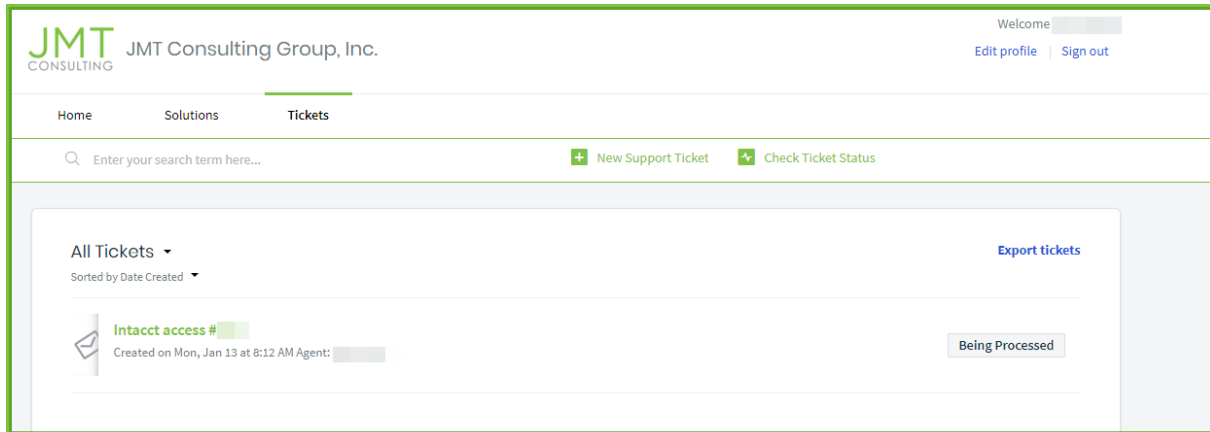 JMT
CONSULTING
JMT Consulting Group, Inc.
Welcome
Edit profile Sign out
Home Solutions Tickets
Enter your search term here... New Support Ticket Check Ticket Status
All Tickets
Export tickets
Sorted by Date Created
Intacct access #
Created on Mon, Jan 13 at 8:12 AM Agent:
Being Processed